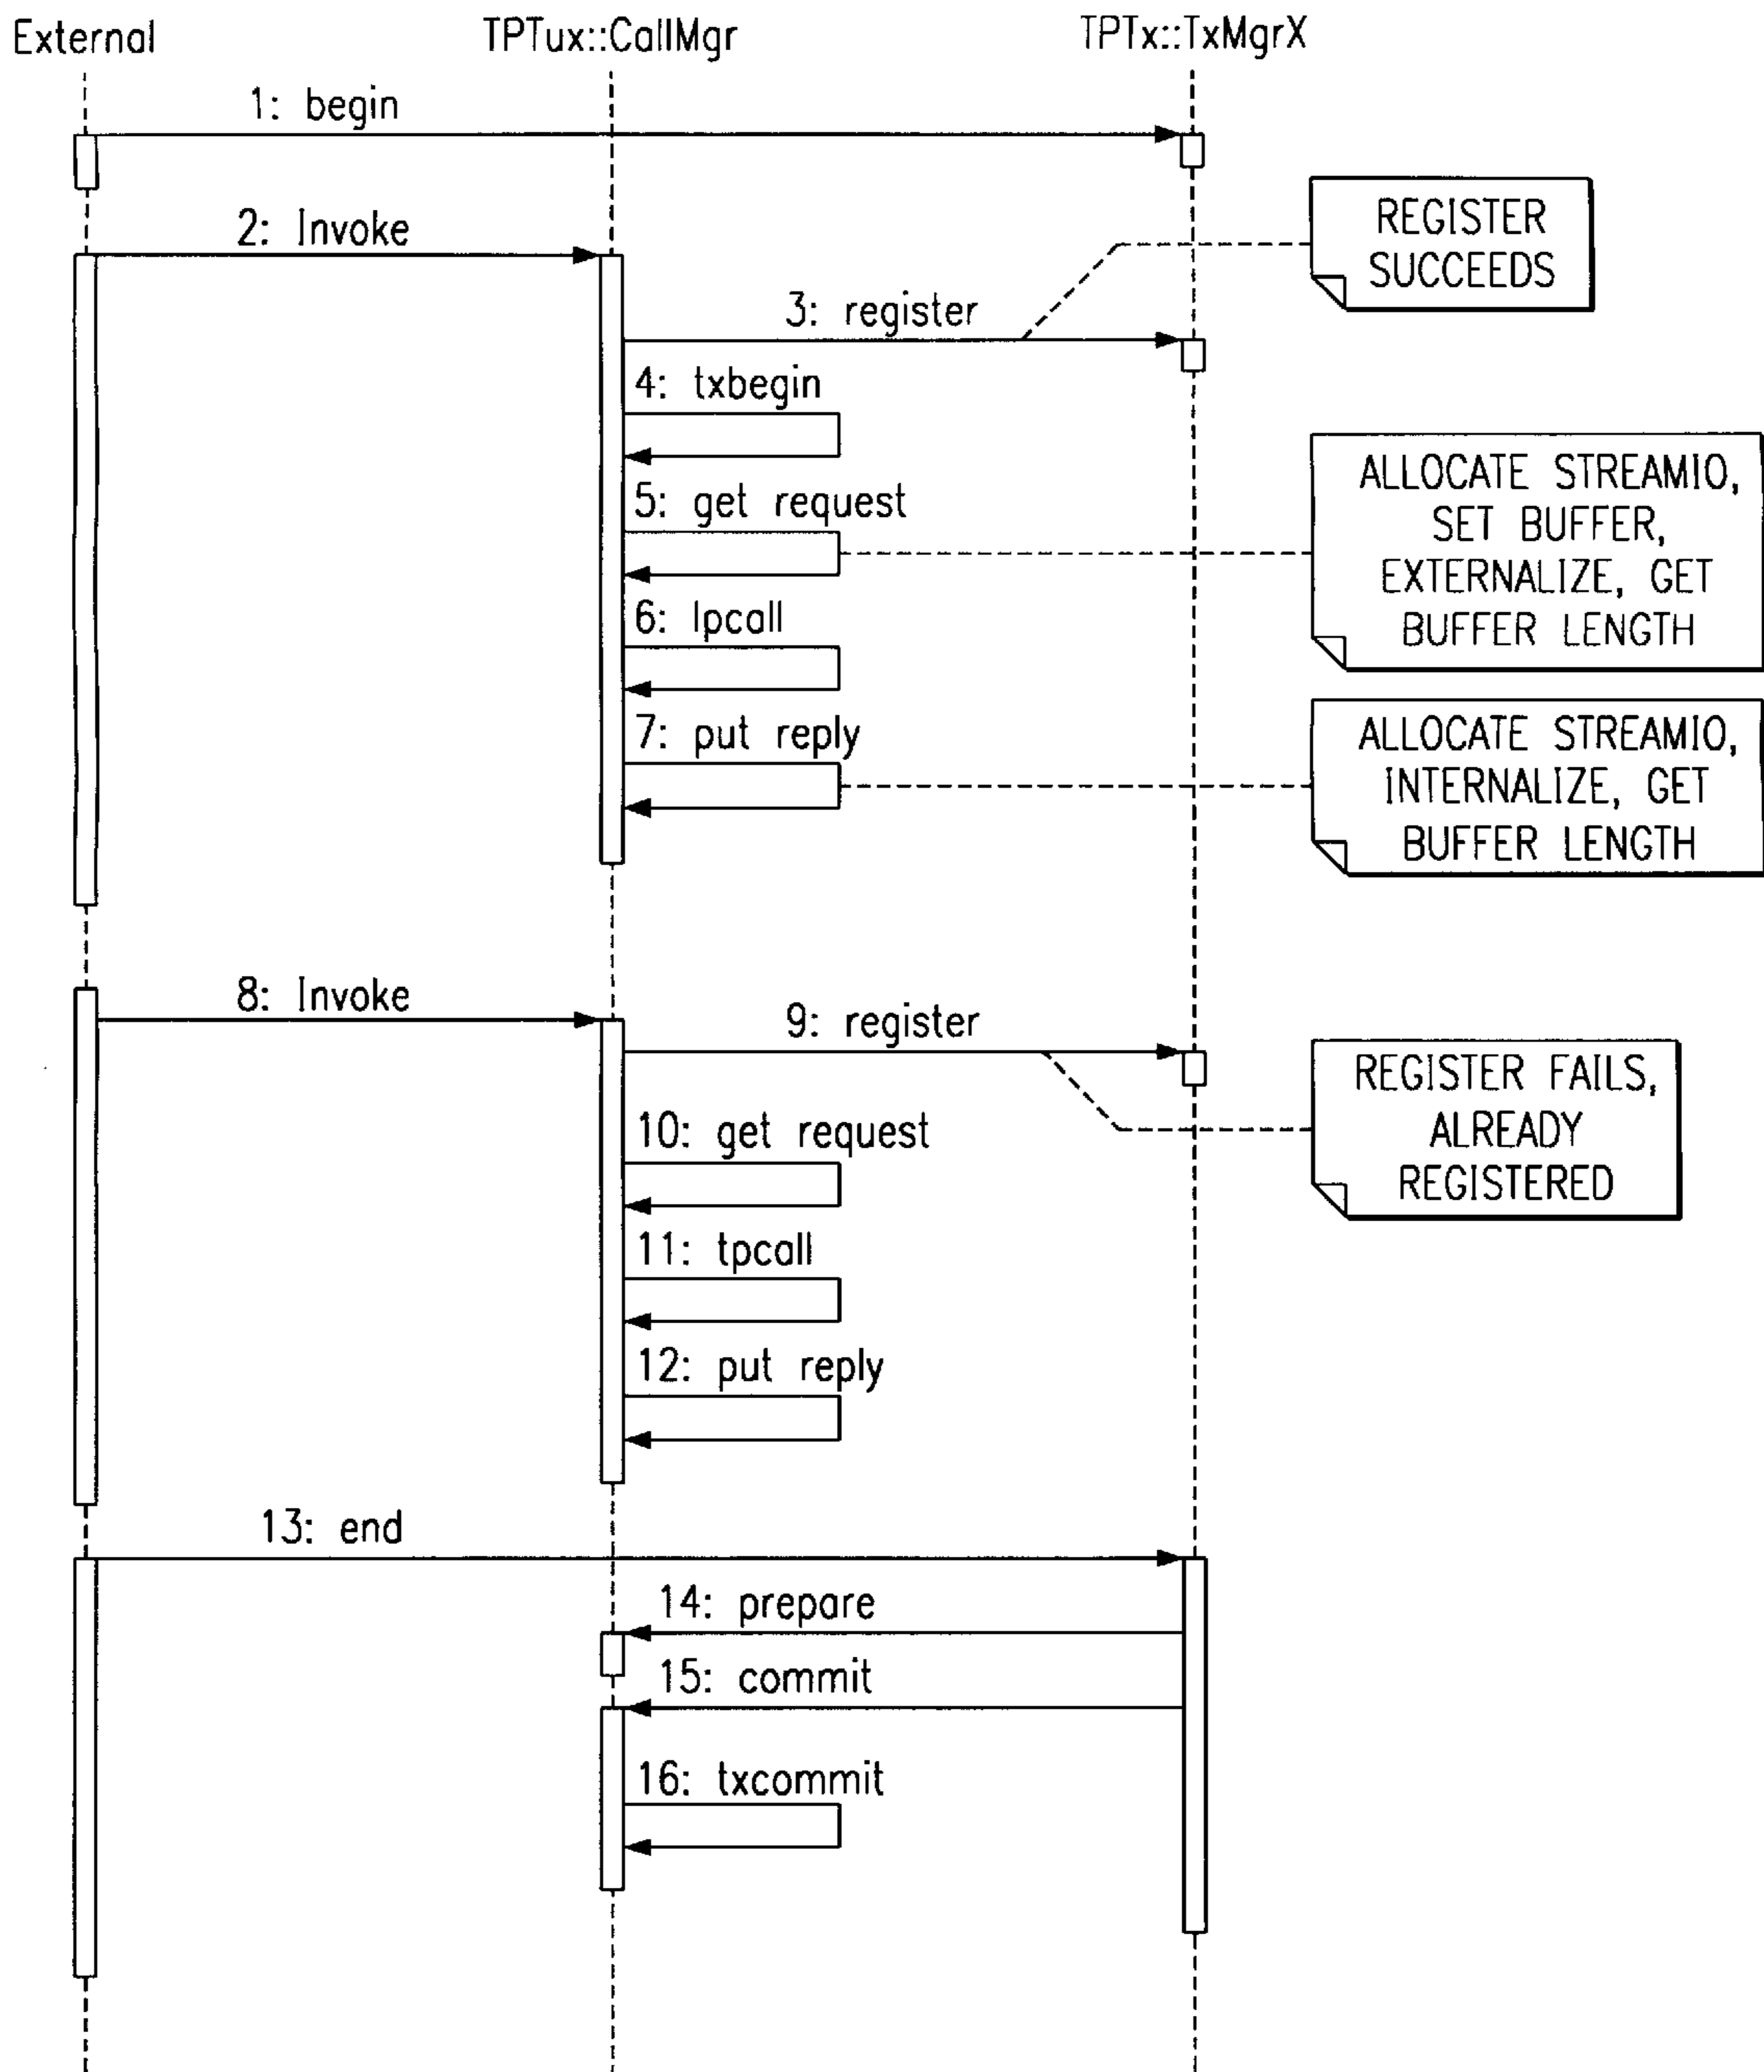 External
TPTux::CallMgr
TPTx::TxMgrX
1: begin
2: Invoke
REGISTER
SUCCEEDS
3: register
4: txbegin
5: get request
ALLOCATE STREAMIO,
SET BUFFER,
EXTERNALIZE, GET
BUFFER LENGTH
6: lpcall
7: put reply
ALLOCATE STREAMIO,
INTERNALIZE, GET
BUFFER LENGTH
8: Invoke
9: register
REGISTER FAILS,
ALREADY
REGISTERED
10: get request
11: tpcall
12: put reply
13: end
14: prepare
15: commit
16: txcommit